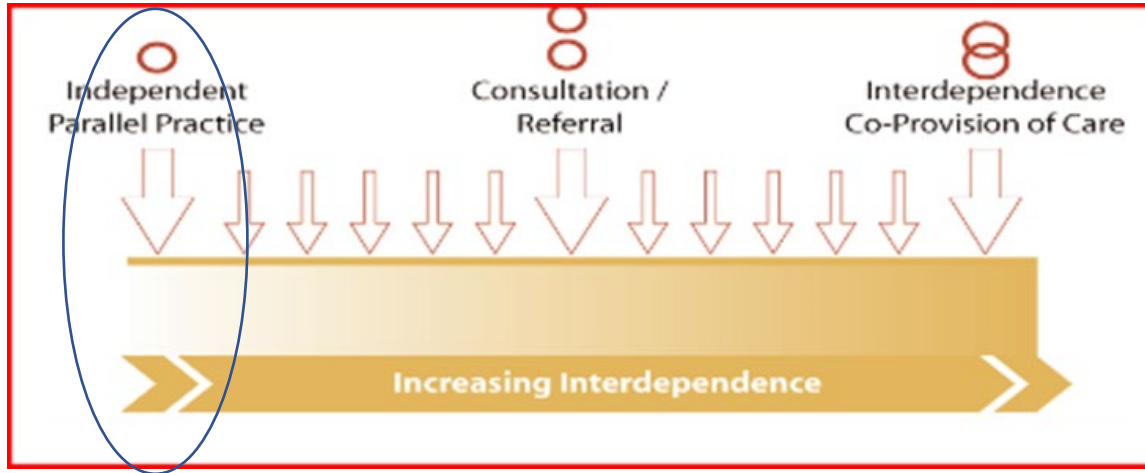 Independent
Parallel Practice
Consultation /
Referral
Interdependence
Co-Provision of Care
Increasing Interdependence